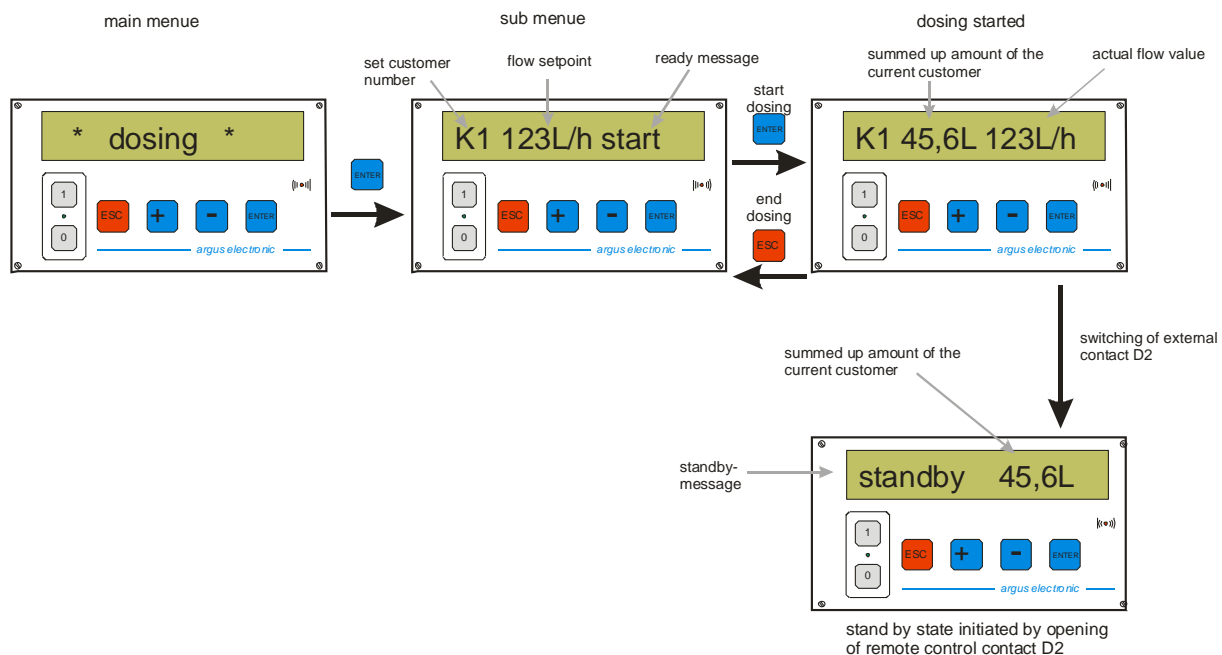 main menue
sub menue
dosing started
set customer
number
flow setpoint
ready message
summed up amount of the
current customer
actual flow value
* dosing *
1
0
ESC
+
-
ENTER
argus electronic
ENTER
K1 123L/h start
1
0
ESC
+
-
ENTER
argus electronic
start
dosing
ENTER
end
dosing
ESC
K1 45,6L 123L/h
1
0
ESC
+
-
ENTER
argus electronic
switching of external
contact D2
summed up amount of the
current customer
standby-
message
standby 45,6L
1
0
ESC
+
-
ENTER
argus electronic
stand by state initiated by opening
of remote control contact D2